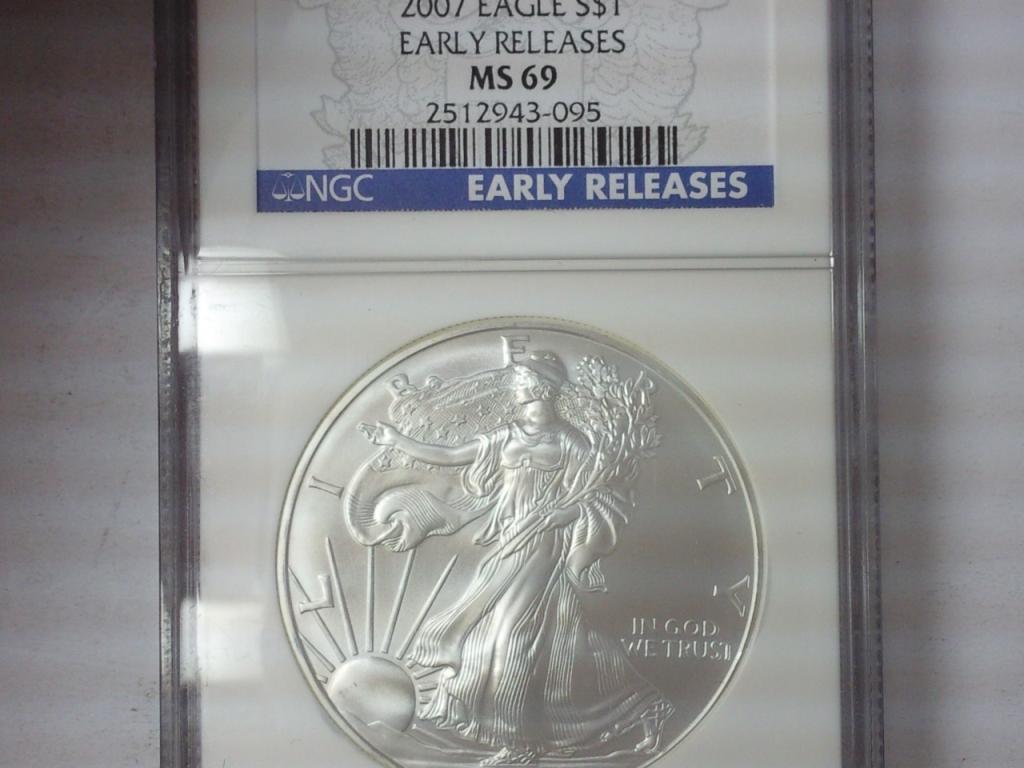 2007 EAGLE S$1
EARLY RELEASES
MS 69
2512943-095
NGC EARLY RELEASES
LIBERTY
IN GOD
WE TRUST